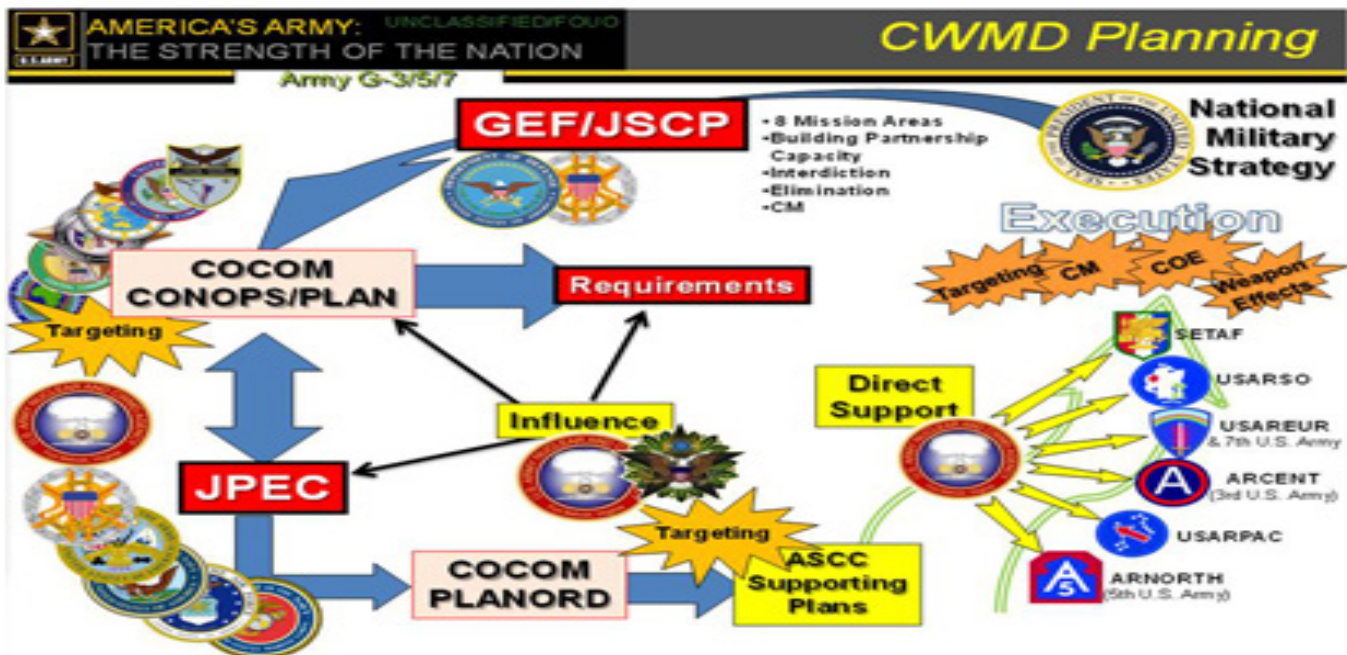 AMERICA'S ARMY:
UNCLASSIFIED/FOUO
THE STRENGTH OF THE NATION
U.S. ARMY
CWMD Planning
Army G-3/5/7
GEF/JSCP
• 8 Mission Areas
•Building Partnership
Capacity
•Interdiction
•Elimination
•CM
National
Military
Strategy
Execution
Targeting
CM
COE
Weapon
Effects
COCOM
CONOPS/PLAN
Requirements
Targeting
SETAF
Direct
Support
USARSO
Influence
USAREUR
& 7th U.S. Army
JPEC
ARCENT
(3rd U.S. Army)
A
Targeting
USARPAC
COCOM
PLANORD
ASCC
Supporting
Plans
ARNORTH
(5th U.S. Army)
A
5